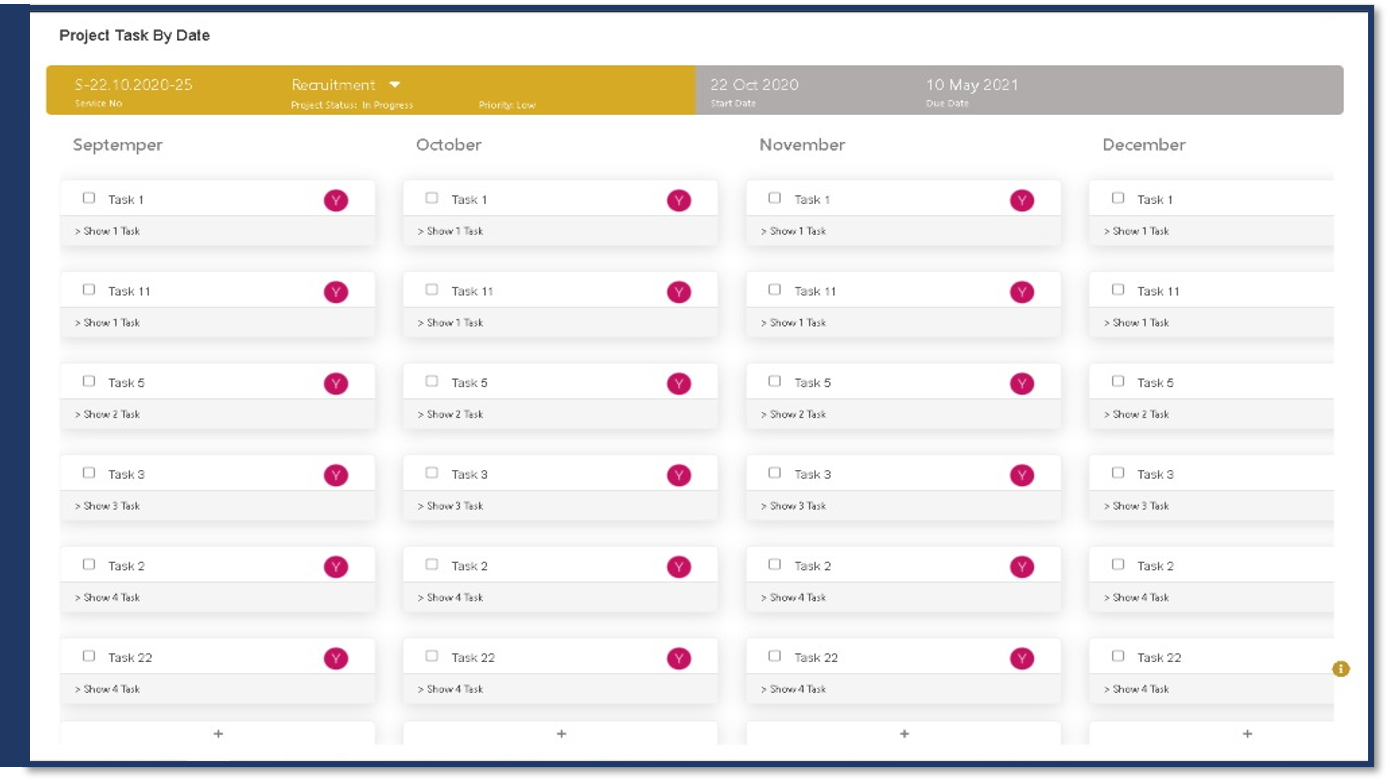 Project Task By Date
S-22.10.2020-25 Recruitment 22 Oct 2020 10 May 2021
Service No Project Status: In Progress Priority: Low Start Date Due Date
Septemper October November December
Task 1 Y Task 1 Y Task 1 Y Task 1
> Show 1 Task > Show 1 Task > Show 1 Task > Show 1 Task
Task 11 Y Task 11 Y Task 11 Y Task 11
> Show 1 Task > Show 1 Task > Show 1 Task > Show 1 Task
Task 5 Y Task 5 Y Task 5 Y Task 5
> Show 2 Task > Show 2 Task > Show 2 Task > Show 2 Task
Task 3 Y Task 3 Y Task 3 Y Task 3
> Show 3 Task > Show 3 Task > Show 3 Task > Show 3 Task
Task 2 Y Task 2 Y Task 2 Y Task 2
> Show 4 Task > Show 4 Task > Show 4 Task > Show 4 Task
Task 22 Y Task 22 Y Task 22 Y Task 22
> Show 4 Task > Show 4 Task > Show 4 Task > Show 4 Task
+ + + +